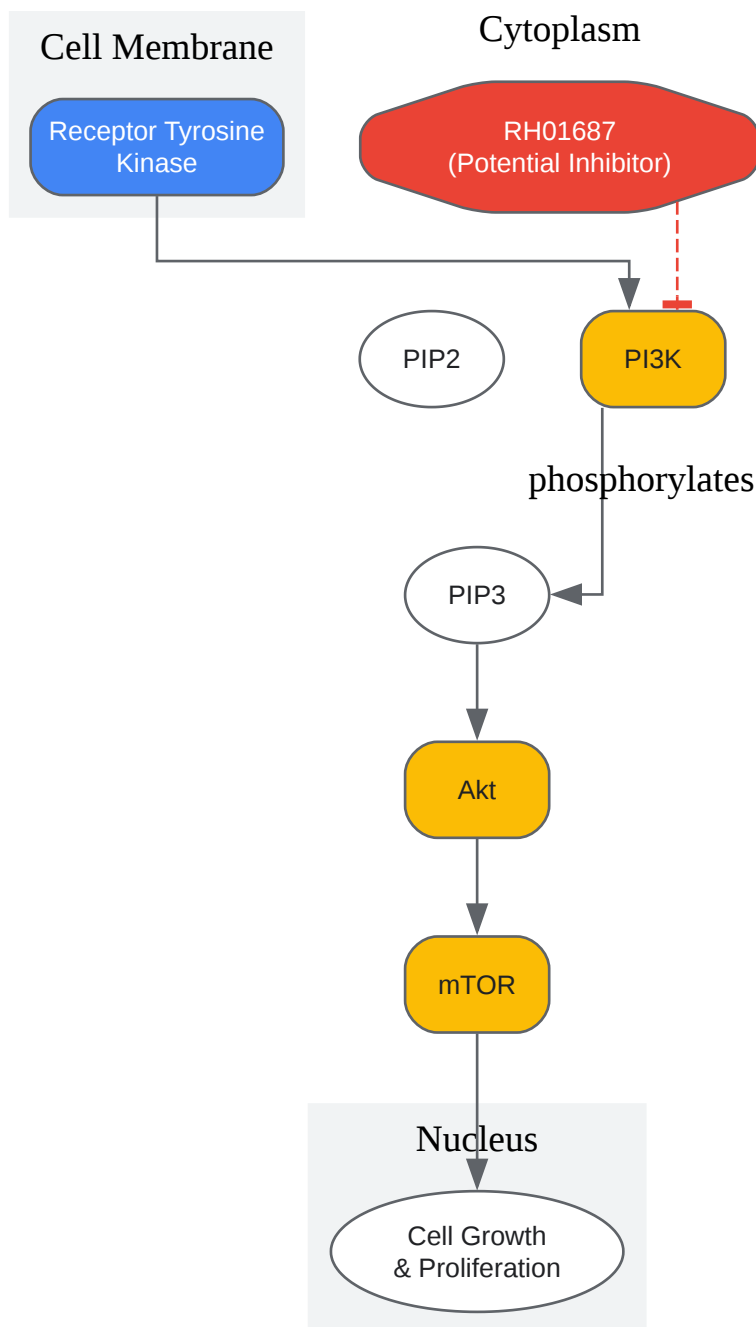 Cell Membrane
Cytoplasm
Receptor Tyrosine
Kinase
RH01687
(Potential Inhibitor)
PIP2
PI3K
phosphorylates
PIP3
Akt
mTOR
Nucleus
Cell Growth
& Proliferation